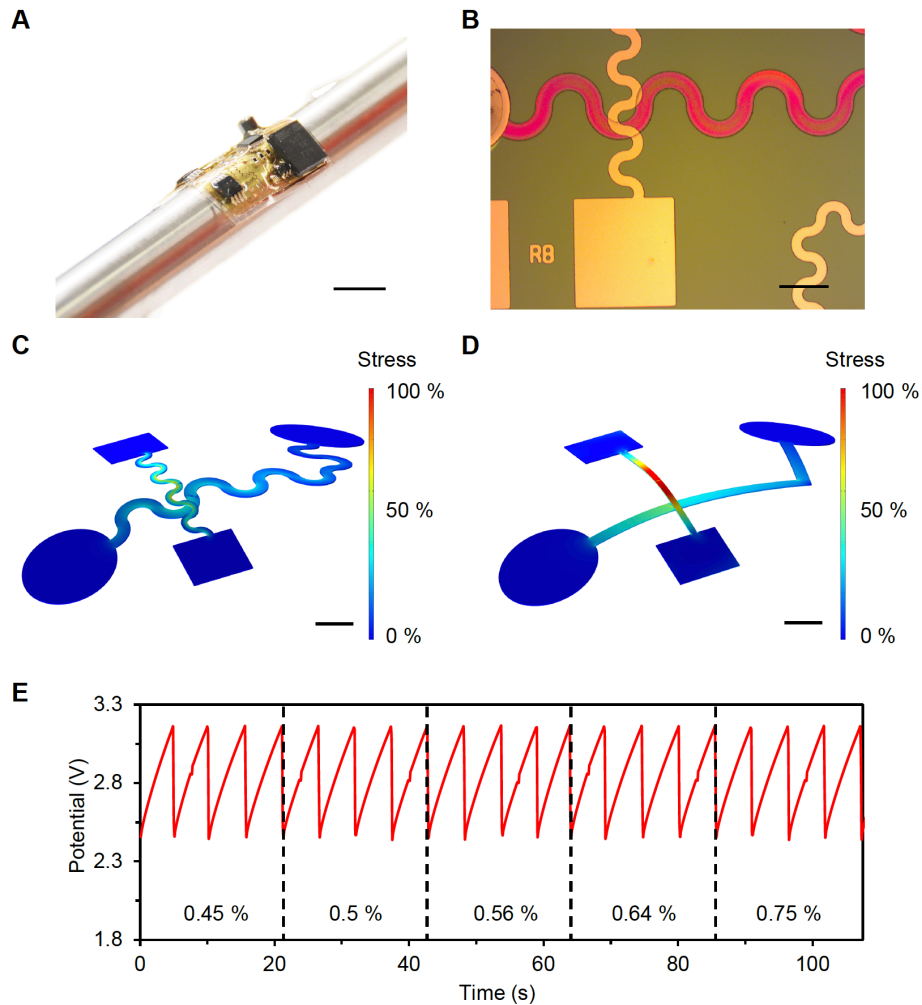 A
B
R8
C
Stress
100 %
50 %
0 %
D
Stress
100 %
50 %
0 %
E
Potential (V)
3.3
2.8
2.3
1.8
0.45 %
0.5 %
0.56 %
0.64 %
0.75 %
0
20
40
60
80
100
Time (s)